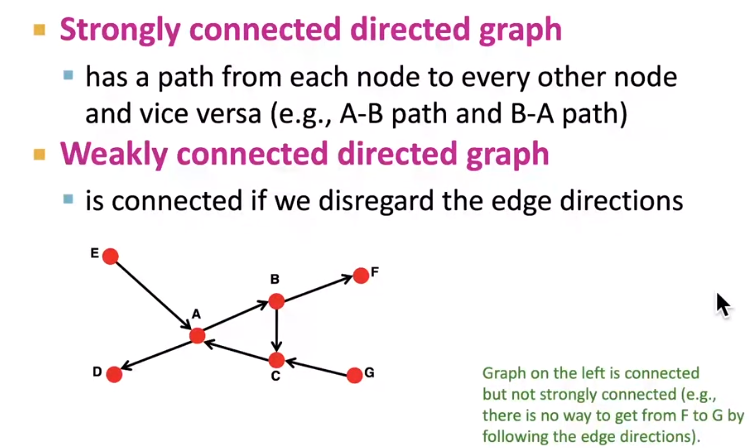 Strongly connected directed graph
has a path from each node to every other node
and vice versa (e.g., A-B path and B-A path)
Weakly connected directed graph
is connected if we disregard the edge directions
E
B
F
A
D
C
G
Graph on the left is connected
but not strongly connected (e.g.,
there is no way to get from F to G by
following the edge directions).